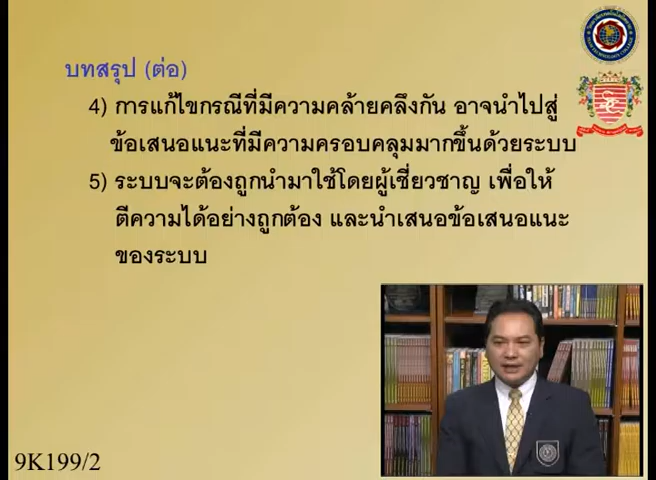 บทสรุป (ต่อ)
4) การแก้ไขกรณีที่มีความคล้ายคลึงกัน อาจนำไปสู่
ข้อเสนอแนะที่มีความครอบคลุมมากขึ้นด้วยระบบ
5) ระบบจะต้องถูกนำมาใช้โดยผู้เชี่ยวชาญ เพื่อให้
ตีความได้อย่างถูกต้อง และนำเสนอข้อเสนอแนะ
ของระบบ
9K199/2